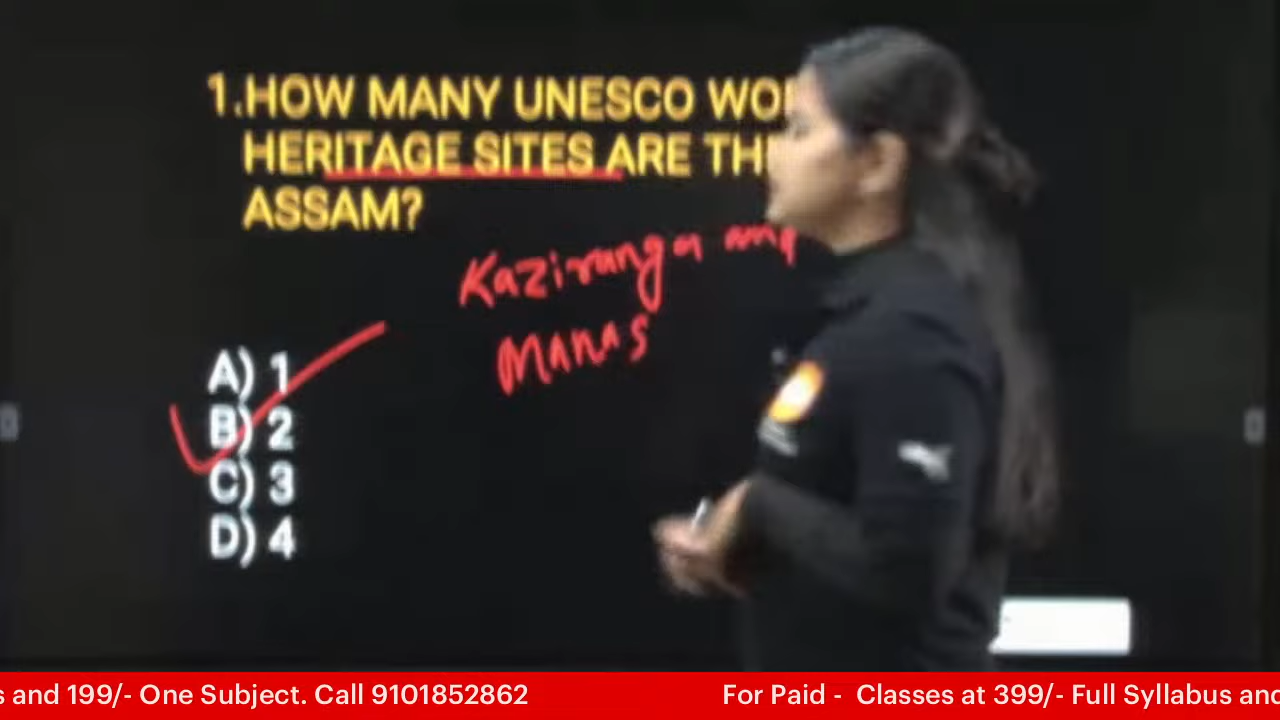 1.HOW MANY UNESCO WO
HERITAGE SITES ARE TH
ASSAM?
Kaziranga and
Manas
A) 1
B) 2
C) 3
D) 4
s and 199/- One Subject. Call 9101852862 For Paid - Classes at 399/- Full Syllabus and